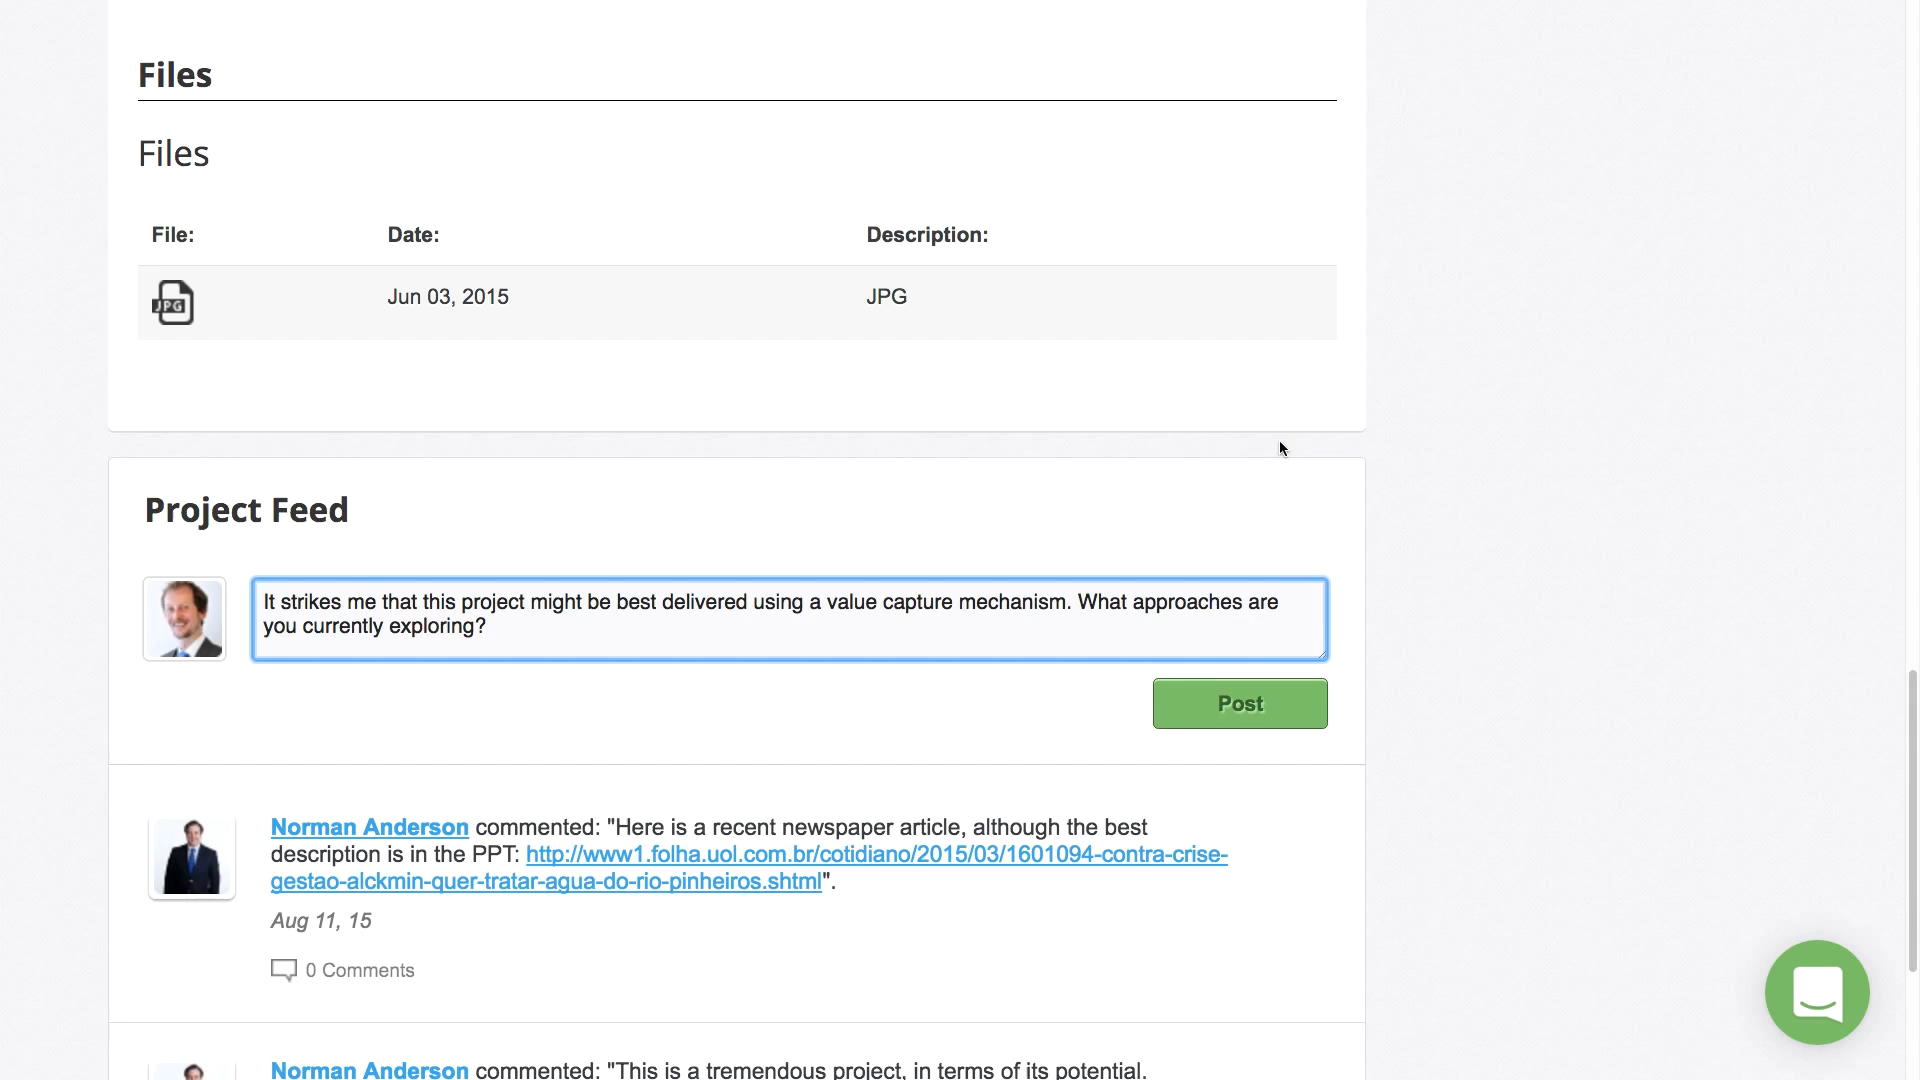 Files
Files
File: Date: Description:
JPG Jun 03, 2015 JPG
Project Feed
It strikes me that this project might be best delivered using a value capture mechanism. What approaches are
you currently exploring?
Post
Norman Anderson commented: "Here is a recent newspaper article, although the best
description is in the PPT: http://www1.folha.uol.com.br/cotidiano/2015/03/1601094-contra-crise-
gestao-alckmin-quer-tratar-agua-do-rio-pinheiros.shtml".
Aug 11, 15
0 Comments
Norman Anderson commented: "This is a tremendous project, in terms of its potential.